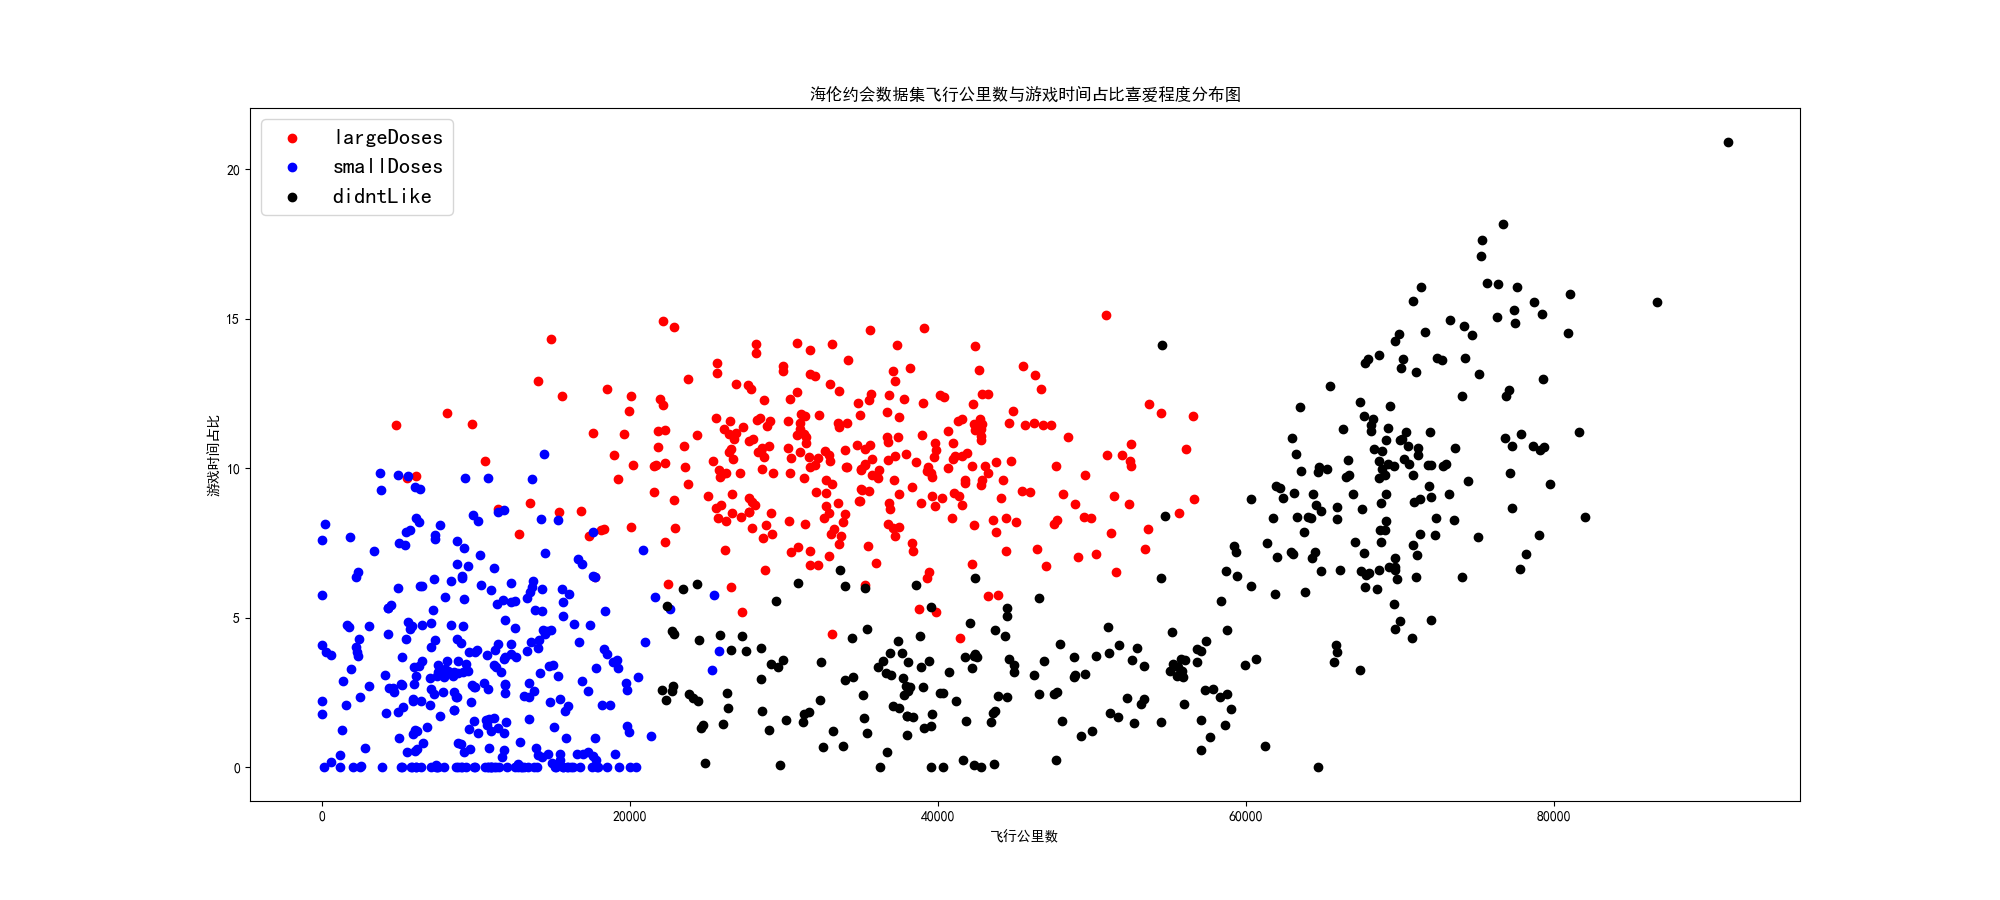 海伦约会数据集飞行公里数与游戏时间占比喜爱程度分布图
largeDoses
smallDoses
didntLike
游戏时间占比
20
15
10
5
0
0 20000 40000 60000 80000
飞行公里数